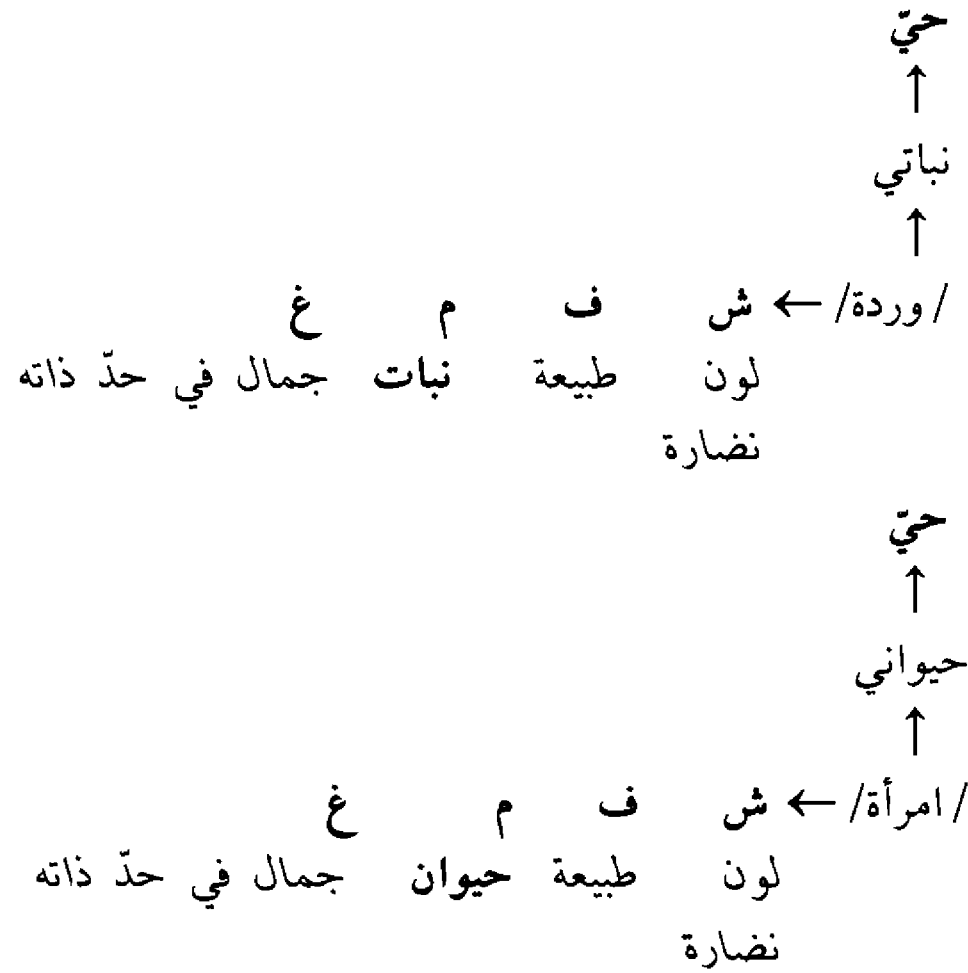 حيّ
↑
نباتي
↑
/وردة/ ← ش ف م غ
لون طبيعة نبات جمال في حدّ ذاته
نضارة
حيّ
↑
حيواني
↑
/امرأة/ ← ش ف م غ
لون طبيعة حيوان جمال في حدّ ذاته
نضارة